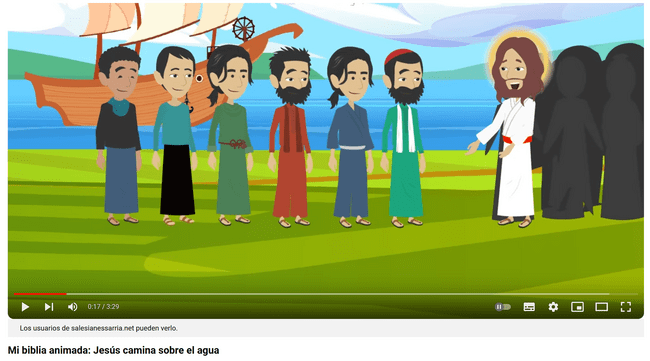 0:17 / 3:29
Los usuarios de salesianessarria.net pueden verlo.
Mi biblia animada: Jesús camina sobre el agua